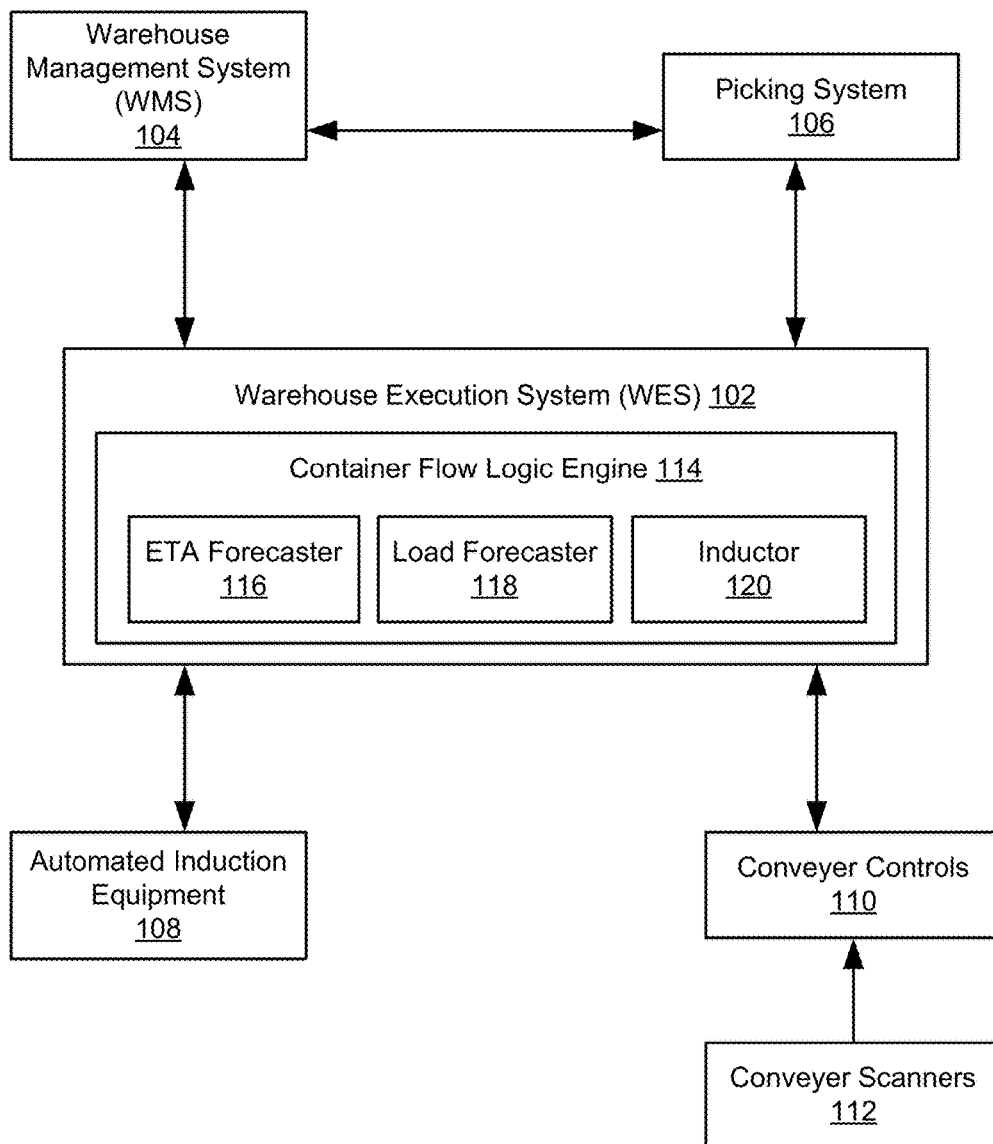 Warehouse
Management System
(WMS)
104
Picking System
106
Warehouse Execution System (WES) 102
Container Flow Logic Engine 114
ETA Forecaster
116
Load Forecaster
118
Inductor
120
Automated Induction
Equipment
108
Conveyer Controls
110
Conveyer Scanners
112